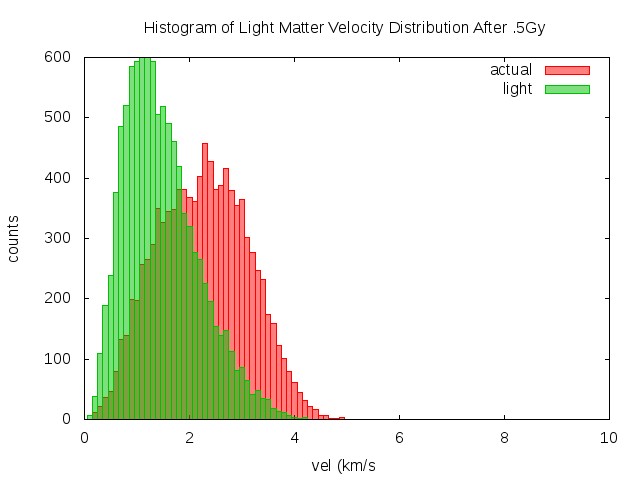 Histogram of Light Matter Velocity Distribution After .5Gy
600
500
400
300
200
100
0
counts
actual
light
0 2 4 6 8 10
vel (km/s